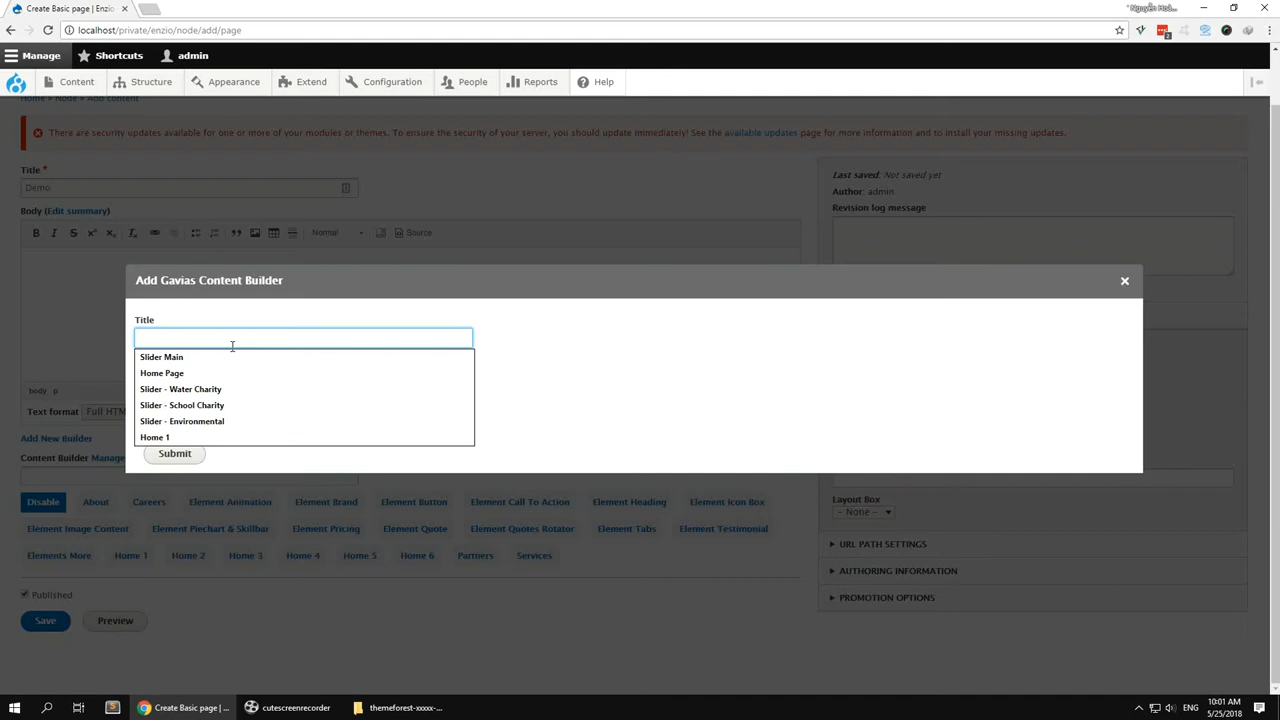 Create Basic page | Enzio
Nguyễn Hoà...
localhost/private/enzio/node/add/page
Manage Shortcuts admin
Content Structure Appearance Extend Configuration People Reports Help
Home » Node » Add content
There are security updates available for one or more of your modules or themes. To ensure the security of your server, you should update immediately! See the available updates page for more information and to install your missing updates.
Title *
Demo
Body (Edit summary)
Normal Source
Last saved: Not saved yet
Author: admin
Revision log message
Add Gavias Content Builder
Title
Slider Main
Home Page
Slider - Water Charity
Slider - School Charity
Slider - Environmental
Home 1
Submit
body p
Text format Full HTM
Add New Builder
Content Builder Manage
Disable About Careers Element Animation Element Brand Element Button Element Call To Action Element Heading Element Icon Box
Element Image Content Element Piechart & Skillbar Element Pricing Element Quote Element Quotes Rotator Element Tabs Element Testimonial
Elements More Home 1 Home 2 Home 3 Home 4 Home 5 Home 6 Partners Services
Published
Save Preview
Layout Box
- None -
URL PATH SETTINGS
AUTHORING INFORMATION
PROMOTION OPTIONS
Create Basic page | ...
cutescreenrecorder
themeforest-xxxxx-...
ENG
10:01 AM
5/25/2018